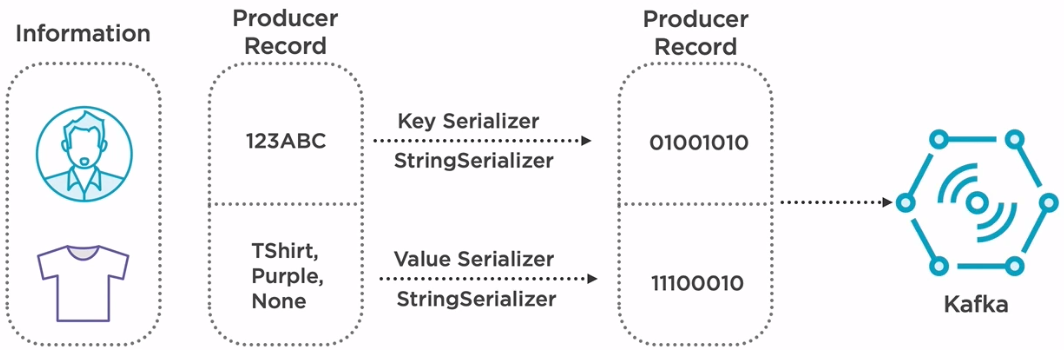 Information
Producer
Record
123ABC
TShirt,
Purple,
None
Key Serializer
StringSerializer
Value Serializer
StringSerializer
Producer
Record
01001010
11100010
Kafka